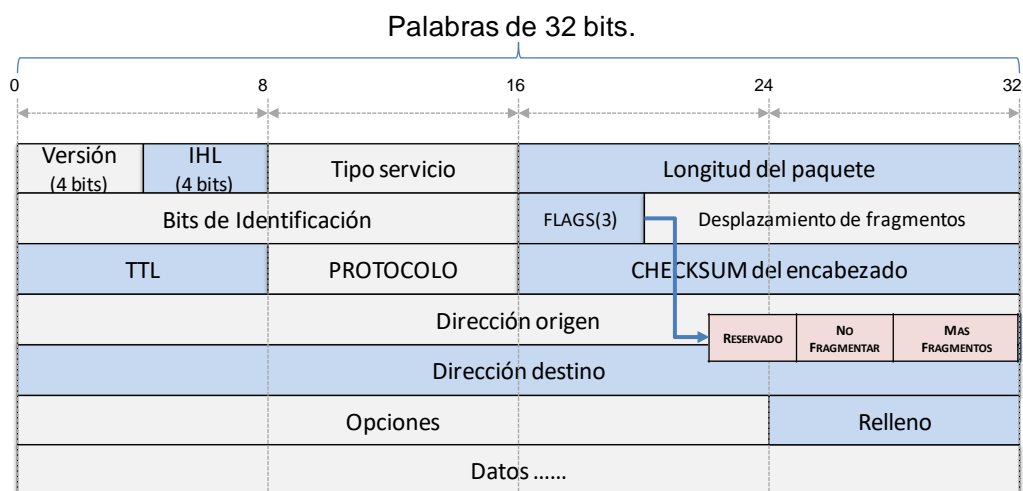 Palabras de 32 bits.
0 8 16 24 32
Versión IHL Tipo servicio Longitud del paquete
(4 bits) (4 bits)
Bits de Identificación FLAGS(3) Desplazamiento de fragmentos
TTL PROTOCOLO CHECKSUM del encabezado
Dirección origen
RESERVADO NO FRAGMENTAR MAS FRAGMENTOS
Dirección destino
Opciones Relleno
Datos ......